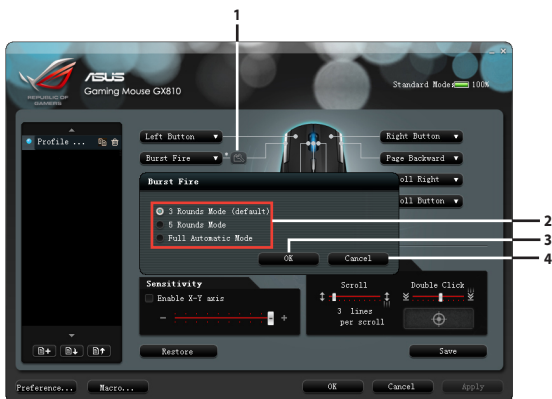 1
ASUS
Gaming Mouse GX810
REPUBLIC OF
GAMERS
Standard Mode 100%
Profile ...
Left Button
Right Button
Burst Fire
Page Backward
oll Right
oll Button
Burst Fire
3 Rounds Mode (default)
5 Rounds Mode
Full Automatic Mode
2
3
4
OK
Cancel
Sensitivity
Enable X-Y axis
- +
Scroll
3 lines
per scroll
Double Click
Restore
Save
Preference...
Macro...
OK
Cancel
Apply